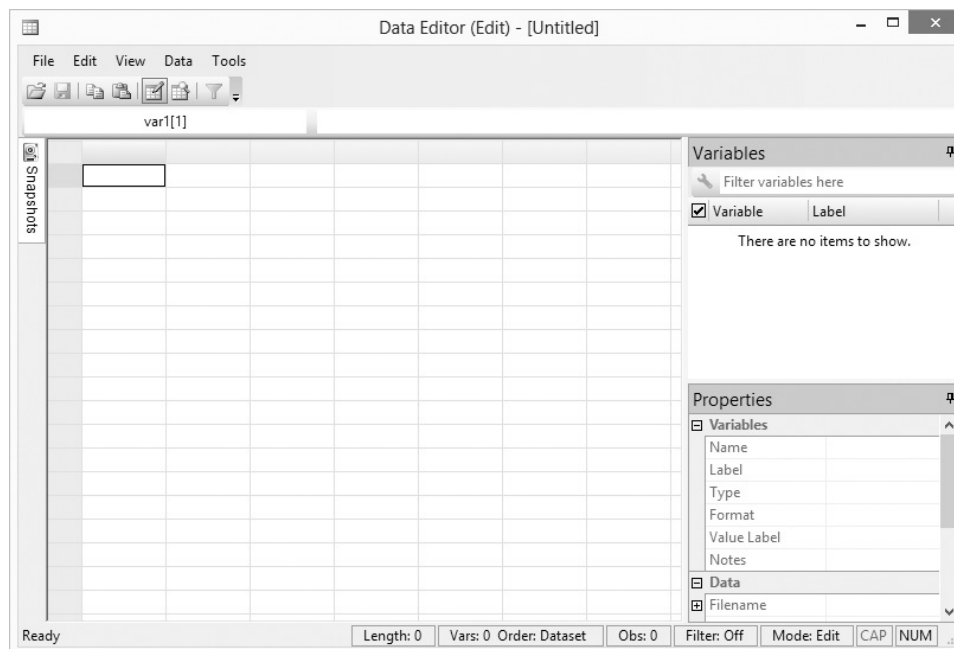 Data Editor (Edit) - [Untitled]
File Edit View Data Tools
var1[1]
Snapshots
Variables
Filter variables here
Variable Label
There are no items to show.
Properties
Variables
Name
Label
Type
Format
Value Label
Notes
Data
Filename
Ready Length: 0 Vars: 0 Order: Dataset Obs: 0 Filter: Off Mode: Edit CAP NUM